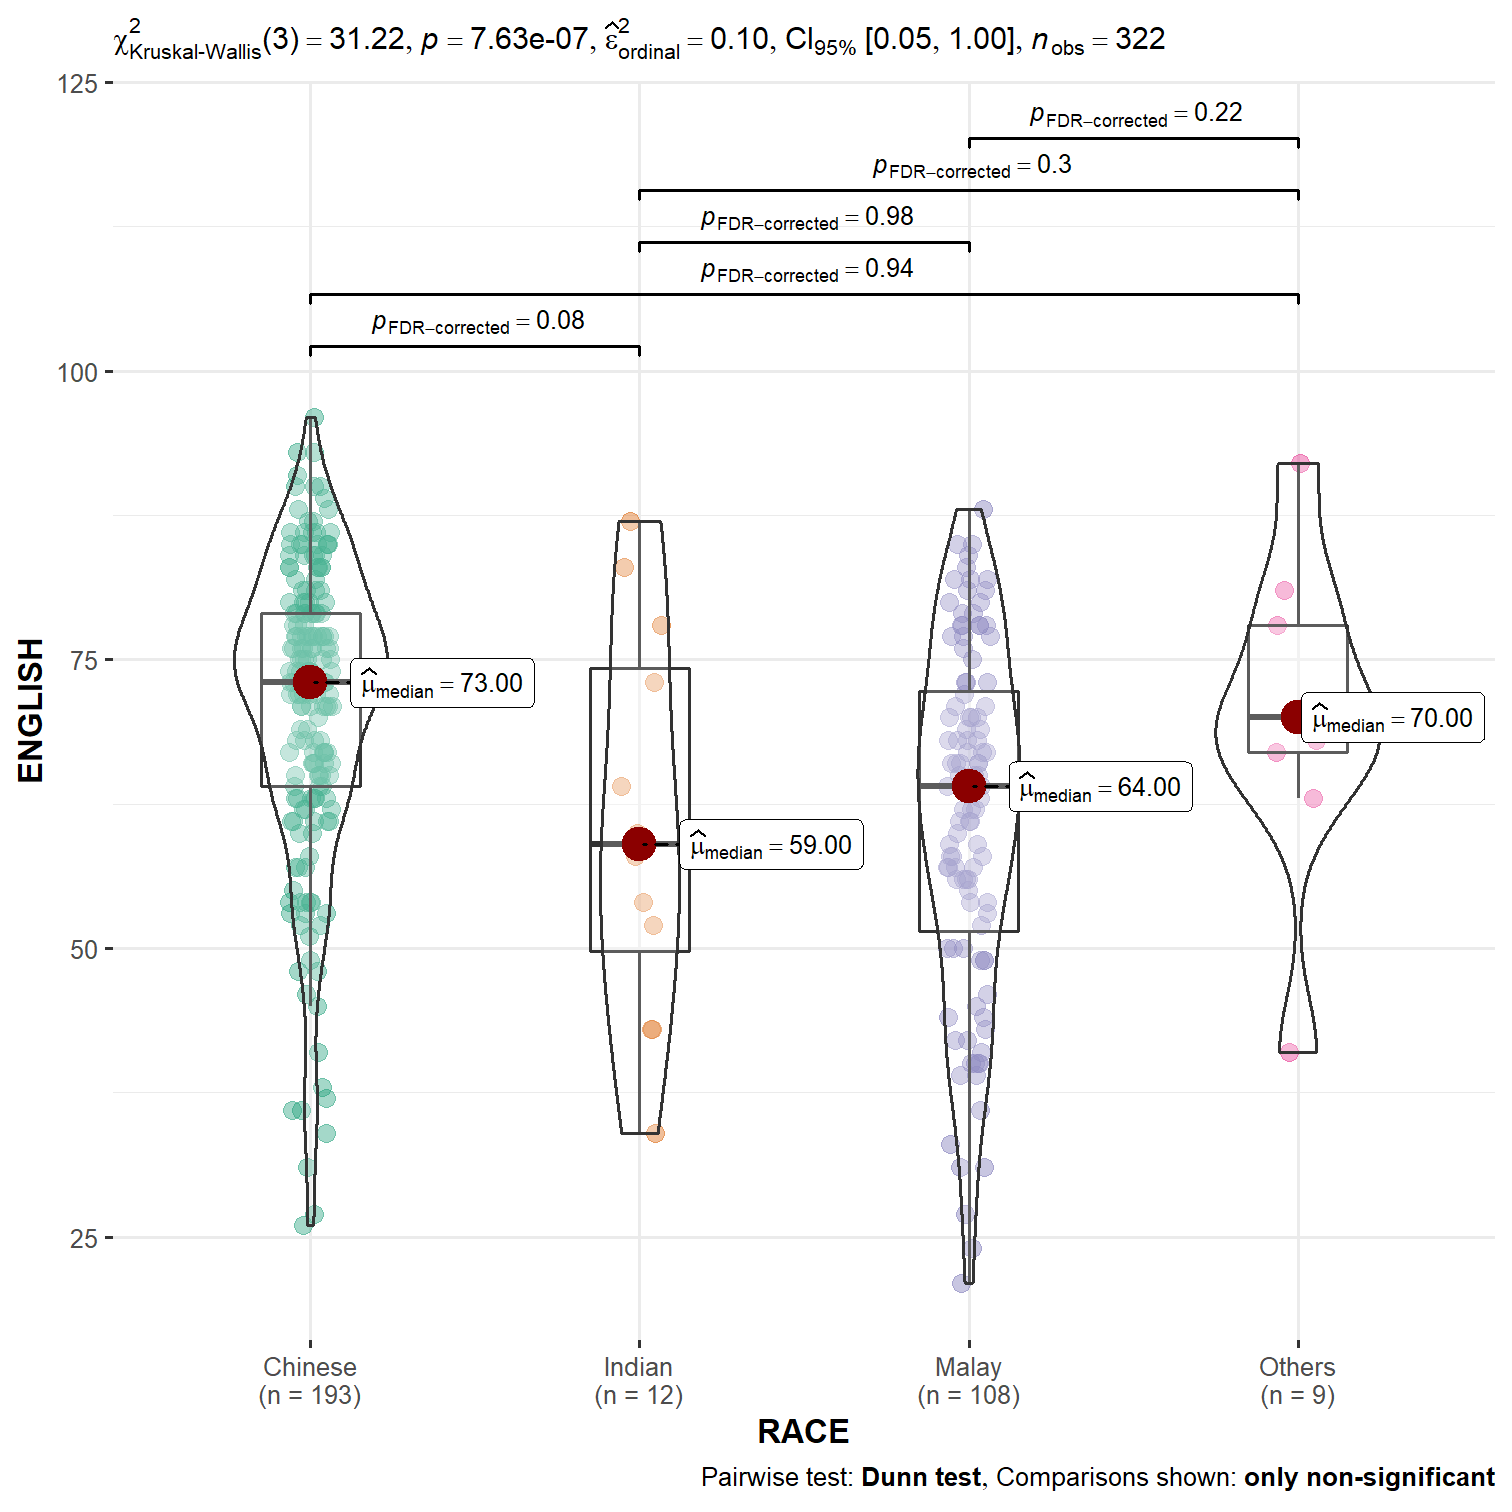 χ²Kruskal-Wallis(3) = 31.22, p = 7.63e-07, ε̂²ordinal = 0.10, CI95% [0.05, 1.00], nobs = 322
125
pFDR−corrected = 0.22
pFDR−corrected = 0.3
pFDR−corrected = 0.98
pFDR−corrected = 0.94
pFDR−corrected = 0.08
100
75
μ̂median = 73.00
μ̂median = 70.00
μ̂median = 64.00
μ̂median = 59.00
50
25
ENGLISH
Chinese
(n = 193)
Indian
(n = 12)
Malay
(n = 108)
Others
(n = 9)
RACE
Pairwise test: Dunn test, Comparisons shown: only non-significant